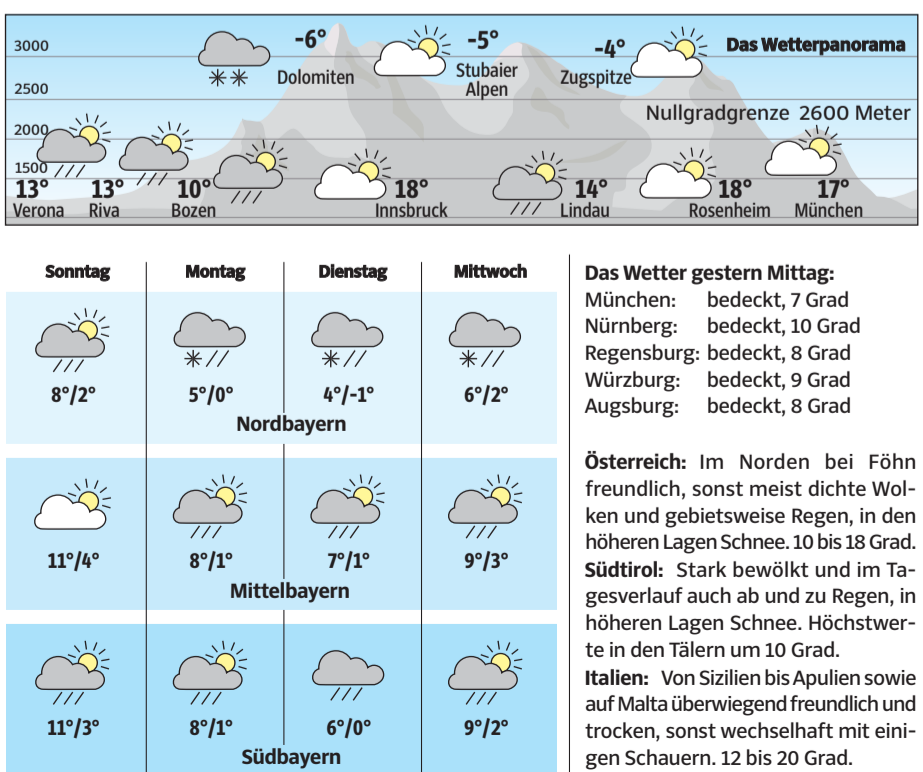 Das Wetterpanorama
3000
2500
2000
1500
-6°
Dolomiten
-5°
Stubaier
Alpen
-4°
Zugspitze
Nullgradgrenze 2600 Meter
13°
Verona
13°
Riva
10°
Bozen
18°
Innsbruck
14°
Lindau
18°
Rosenheim
17°
München
Sonntag Montag Dienstag Mittwoch
8°/2° 5°/0° 4°/-1° 6°/2°
Nordbayern
11°/4° 8°/1° 7°/1° 9°/3°
Mittelbayern
11°/3° 8°/1° 6°/0° 9°/2°
Südbayern
Das Wetter gestern Mittag:
München: bedeckt, 7 Grad
Nürnberg: bedeckt, 10 Grad
Regensburg: bedeckt, 8 Grad
Würzburg: bedeckt, 9 Grad
Augsburg: bedeckt, 8 Grad
Österreich: Im Norden bei Föhn
freundlich, sonst meist dichte Wol-
ken und gebietsweise Regen, in den
höheren Lagen Schnee. 10 bis 18 Grad.
Südtirol: Stark bewölkt und im Ta-
gesverlauf auch ab und zu Regen, in
höheren Lagen Schnee. Höchstwer-
te in den Tälern um 10 Grad.
Italien: Von Sizilien bis Apulien sowie
auf Malta überwiegend freundlich und
trocken, sonst wechselhaft mit eini-
gen Schauern. 12 bis 20 Grad.